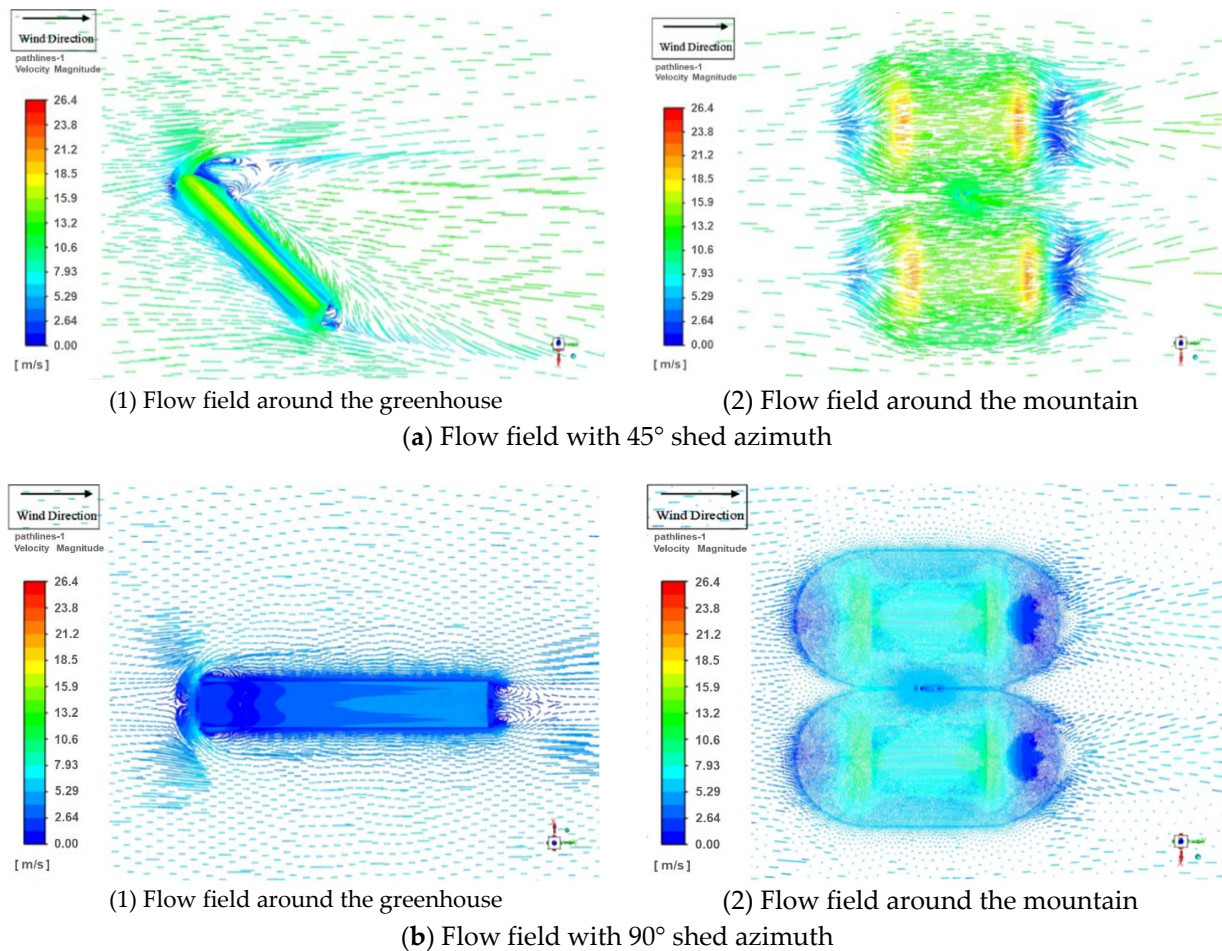 Wind Direction
pathlines-1
Velocity Magnitude
26.4
23.8
21.2
18.5
15.9
13.2
10.6
7.93
5.29
2.64
0.00
[ m/s ]
(1) Flow field around the greenhouse
Wind Direction
pathlines-1
Velocity Magnitude
26.4
23.8
21.2
18.5
15.9
13.2
10.6
7.93
5.29
2.64
0.00
[ m/s ]
(2) Flow field around the mountain
(a) Flow field with 45° shed azimuth
Wind Direction
pathlines-1
Velocity Magnitude
26.4
23.8
21.2
18.5
15.9
13.2
10.6
7.93
5.29
2.64
0.00
[ m/s ]
(1) Flow field around the greenhouse
Wind Direction
pathlines-1
Velocity Magnitude
26.4
23.8
21.2
18.5
15.9
13.2
10.6
7.93
5.29
2.64
0.00
[ m/s ]
(2) Flow field around the mountain
(b) Flow field with 90° shed azimuth